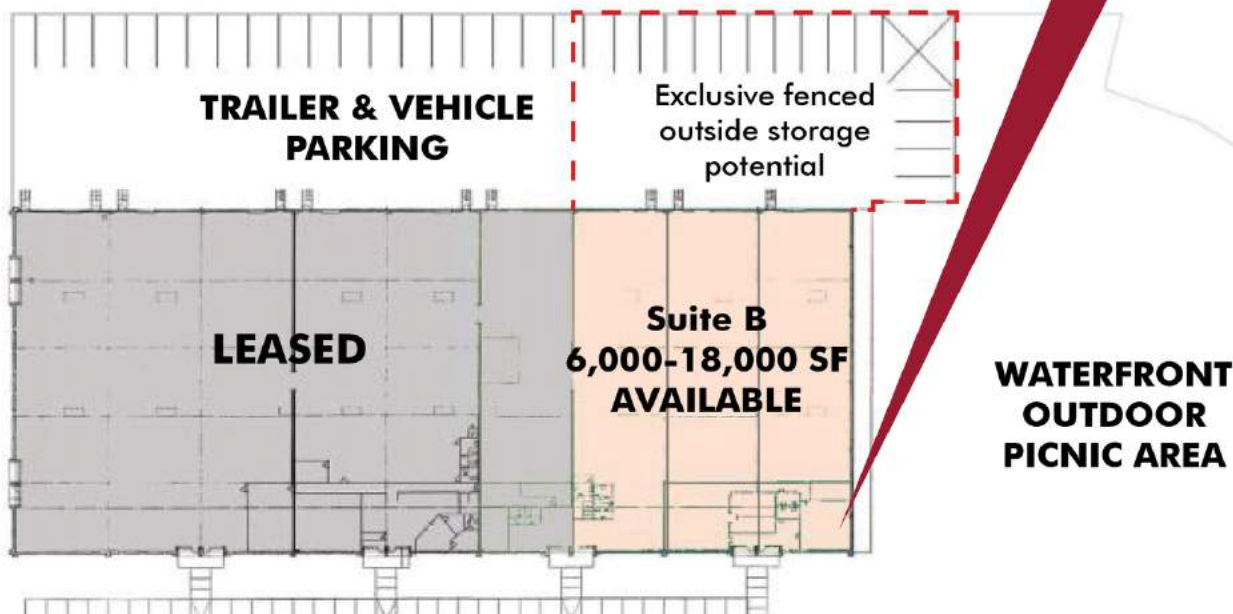 TRAILER & VEHICLE
PARKING
Exclusive fenced
outside storage
potential
LEASED
Suite B
6,000-18,000 SF
AVAILABLE
WATERFRONT
OUTDOOR
PICNIC AREA